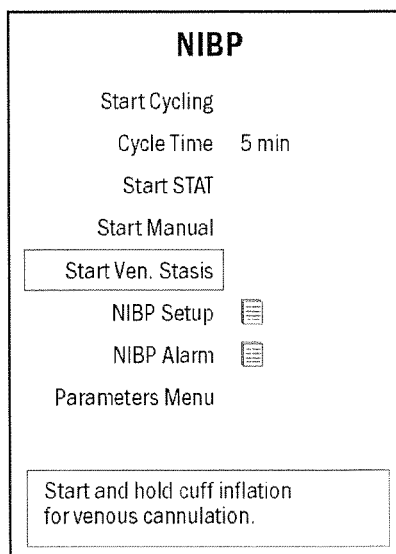 NIBP
Start Cycling
Cycle Time 5 min
Start STAT
Start Manual
Start Ven. Stasis
NIBP Setup
NIBP Alarm
Parameters Menu
Start and hold cuff inflation
for venous cannulation.